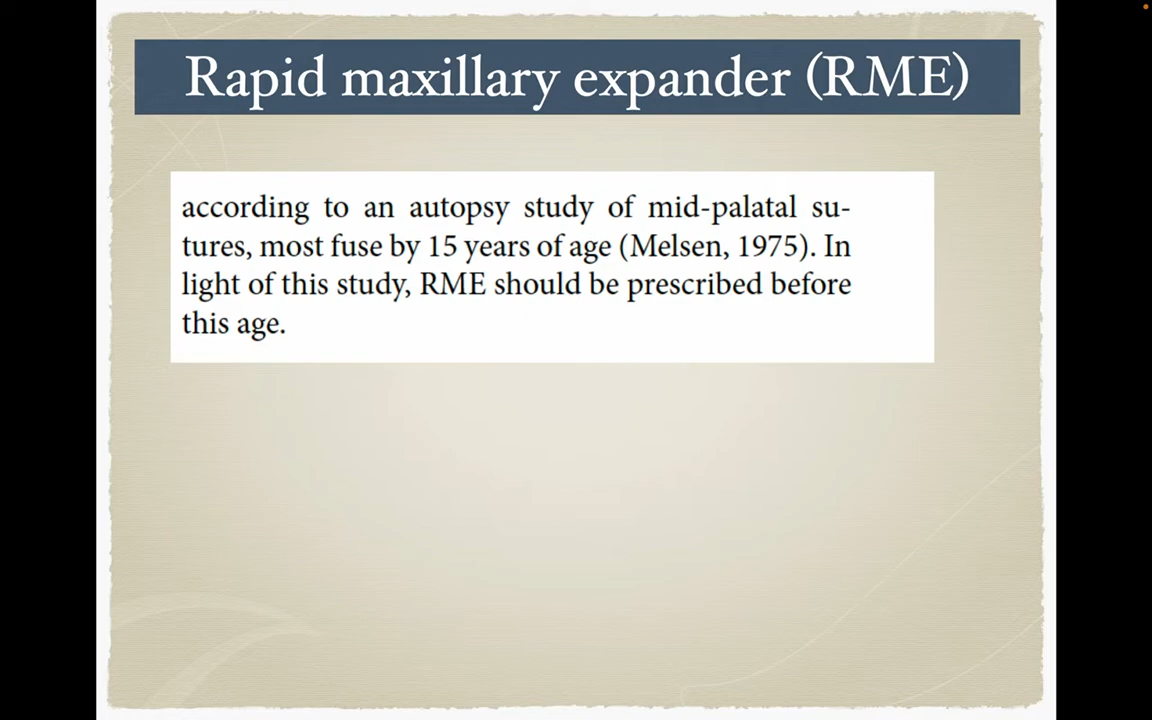 Rapid maxillary expander (RME)
according to an autopsy study of mid-palatal su-
tures, most fuse by 15 years of age (Melsen, 1975). In
light of this study, RME should be prescribed before
this age.